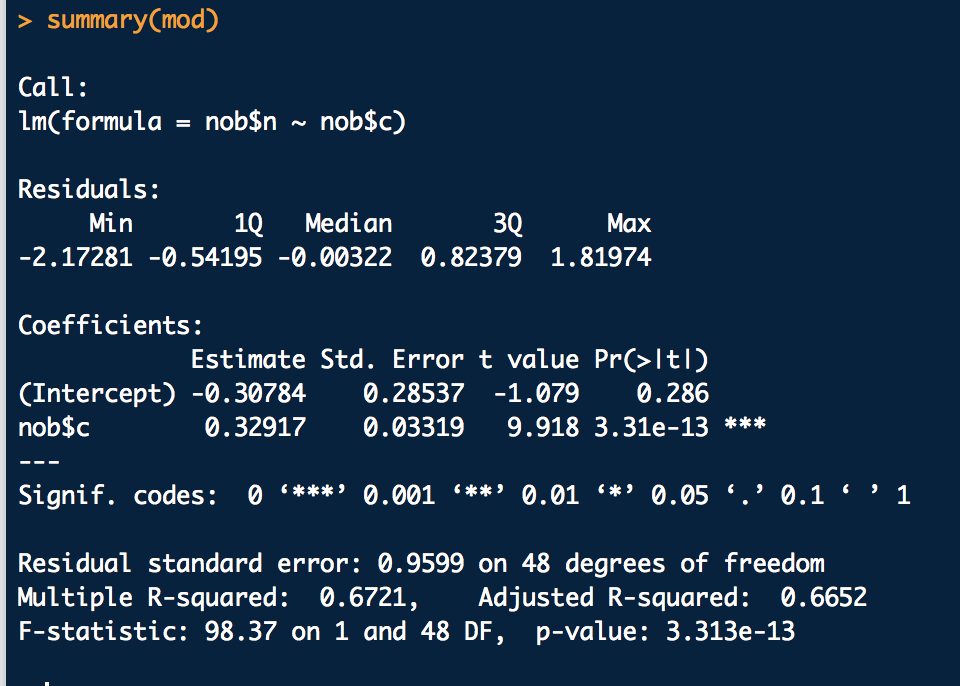 > summary(mod)
Call:
lm(formula = nob$n ~ nob$c)
Residuals:
     Min       1Q   Median       3Q      Max
-2.17281 -0.54195 -0.00322  0.82379  1.81974
Coefficients:
            Estimate Std. Error t value Pr(>|t|)
(Intercept) -0.30784    0.28537  -1.079    0.286
nob$c        0.32917    0.03319   9.918 3.31e-13 ***
---
Signif. codes:  0 ‘***’ 0.001 ‘**’ 0.01 ‘*’ 0.05 ‘.’ 0.1 ‘ ’ 1
Residual standard error: 0.9599 on 48 degrees of freedom
Multiple R-squared:  0.6721,    Adjusted R-squared:  0.6652
F-statistic: 98.37 on 1 and 48 DF,  p-value: 3.313e-13